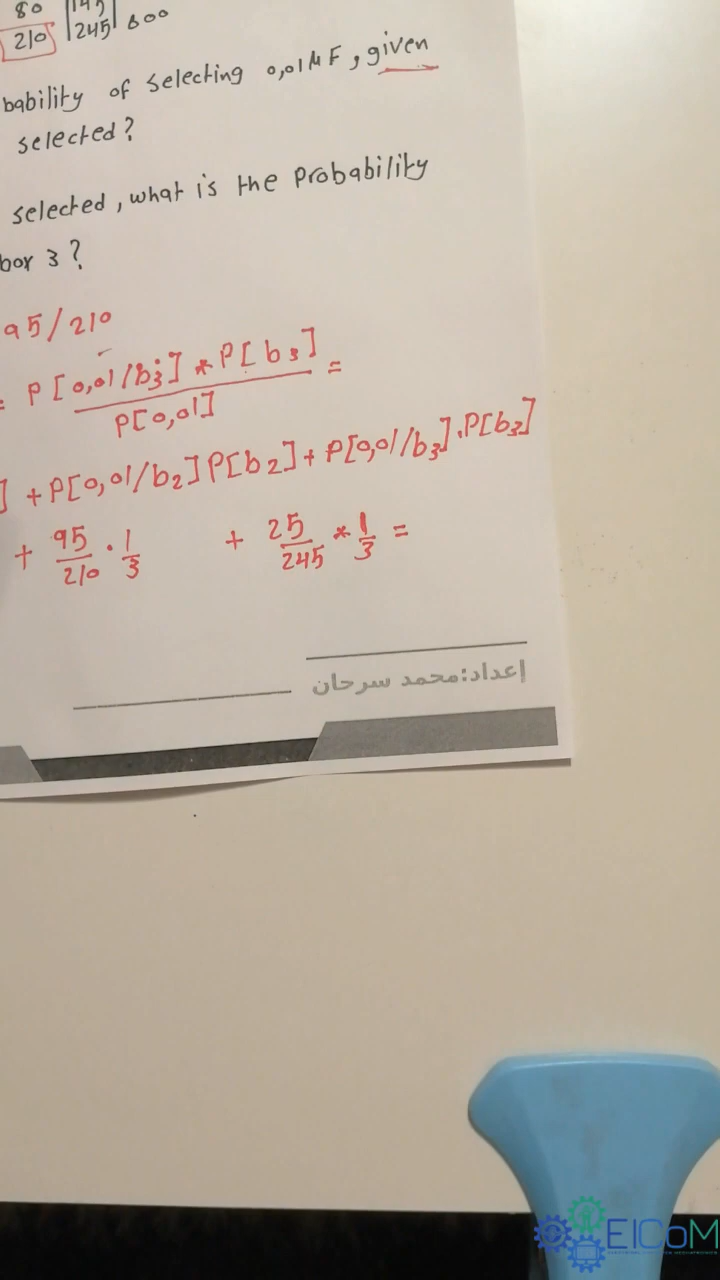 80 145
210 245 600
bability of selecting 0,01µF, given
selected?
selected, what is the Probability
box 3?
95/210
= P[0,01/b3] * P[b3] =
P[0,01]
] + P[0,01/b2] P[b2] + P[0,01/b3] . P[b3]
+ 95/210 . 1/3 + 25/245 * 1/3 =
إعداد:محمد سرحان
EICoM